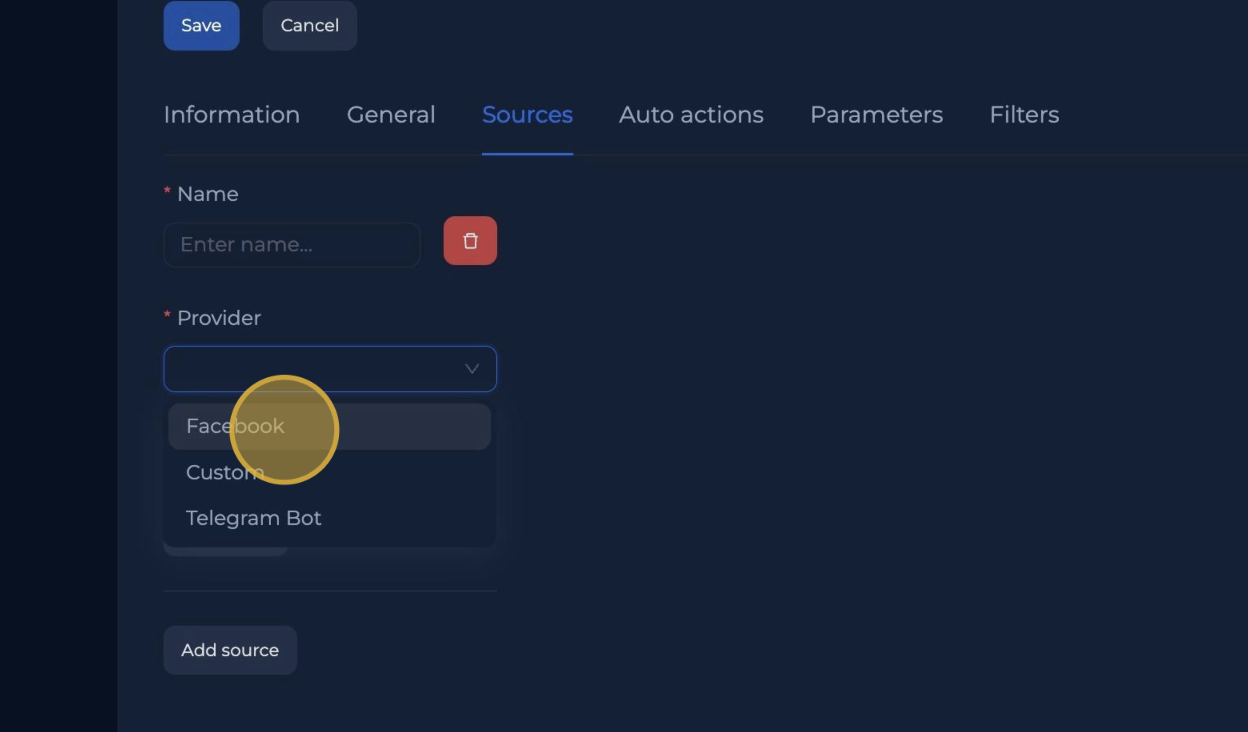 Save Cancel
Information General Sources Auto actions Parameters Filters
* Name
Enter name...
* Provider
Facebook
Custom
Telegram Bot
Add source